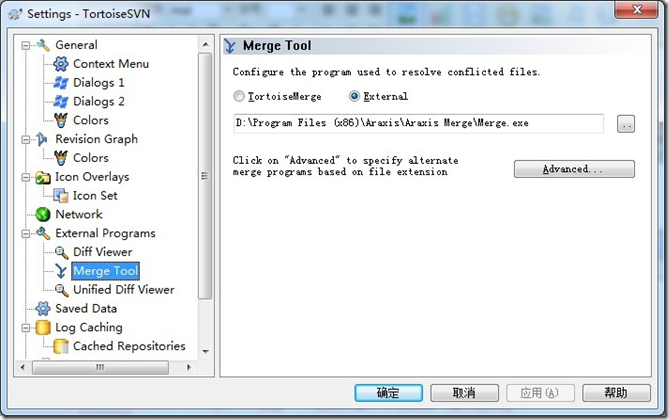 Settings - TortoiseSVN
General
Context Menu
Dialogs 1
Dialogs 2
Colors
Revision Graph
Colors
Icon Overlays
Icon Set
Network
External Programs
Diff Viewer
Merge Tool
Unified Diff Viewer
Saved Data
Log Caching
Cached Repositories
Merge Tool
Configure the program used to resolve conflicted files.
TortoiseMerge External
D:\Program Files (x86)\Araxis\Araxis Merge\Merge.exe
..
Click on "Advanced" to specify alternate
merge programs based on file extension
Advanced...
确定 取消 应用(A) 帮助